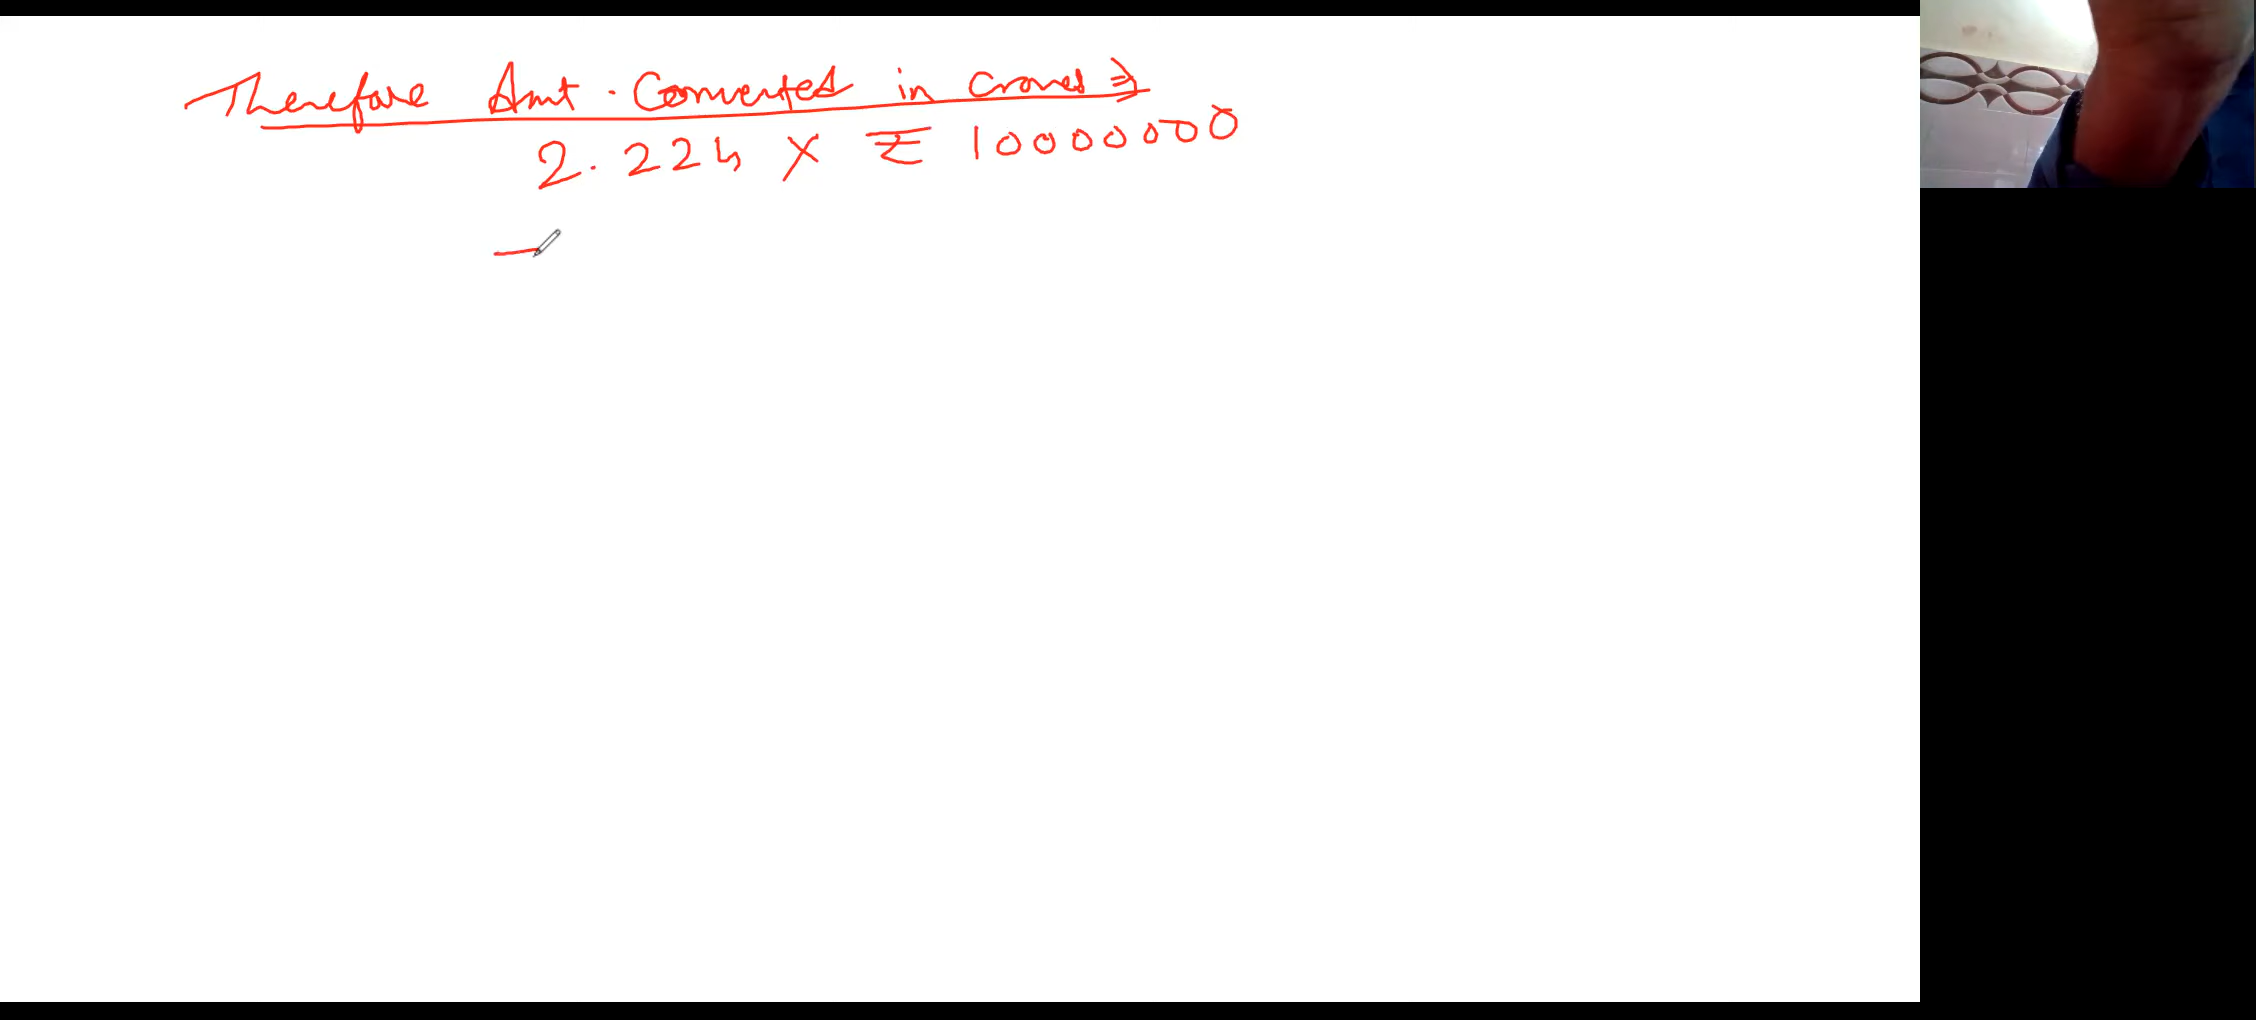 Therefore Amt. Converted in Crores ⇒
2.224 × ₹ 10000000